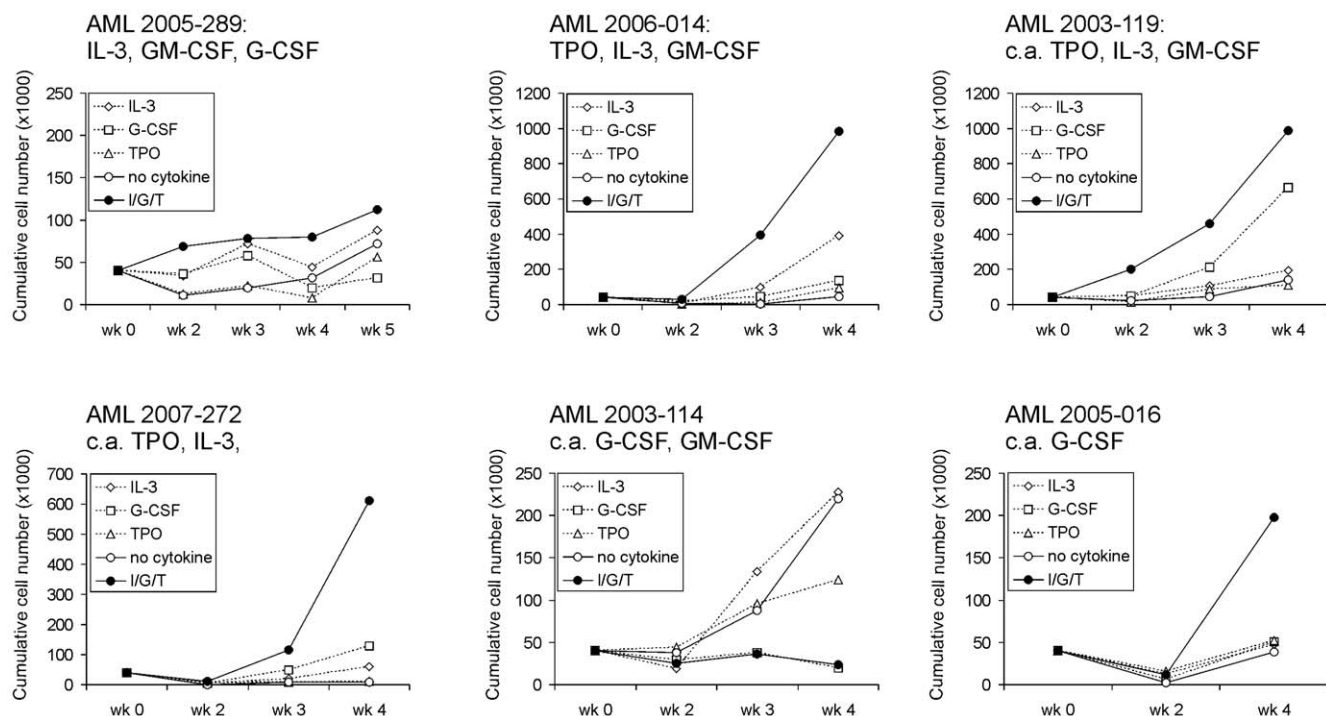 AML 2005-289:
IL-3, GM-CSF, G-CSF
Cumulative cell number (x1000)
250
200
150
100
50
0
IL-3
G-CSF
TPO
no cytokine
I/G/T
wk 0 wk 2 wk 3 wk 4 wk 5
AML 2006-014:
TPO, IL-3, GM-CSF
Cumulative cell number (x1000)
1200
1000
800
600
400
200
0
IL-3
G-CSF
TPO
no cytokine
I/G/T
wk 0 wk 2 wk 3 wk 4
AML 2003-119:
c.a. TPO, IL-3, GM-CSF
Cumulative cell number (x1000)
1200
1000
800
600
400
200
0
IL-3
G-CSF
TPO
no cytokine
I/G/T
wk 0 wk 2 wk 3 wk 4
AML 2007-272
c.a. TPO, IL-3,
Cumulative cell number (x1000)
700
600
500
400
300
200
100
0
IL-3
G-CSF
TPO
no cytokine
I/G/T
wk 0 wk 2 wk 3 wk 4
AML 2003-114
c.a. G-CSF, GM-CSF
Cumulative cell number (x1000)
250
200
150
100
50
0
IL-3
G-CSF
TPO
no cytokine
I/G/T
wk 0 wk 2 wk 3 wk 4
AML 2005-016
c.a. G-CSF
Cumulative cell number (x1000)
250
200
150
100
50
0
IL-3
G-CSF
TPO
no cytokine
I/G/T
wk 0 wk 2 wk 4